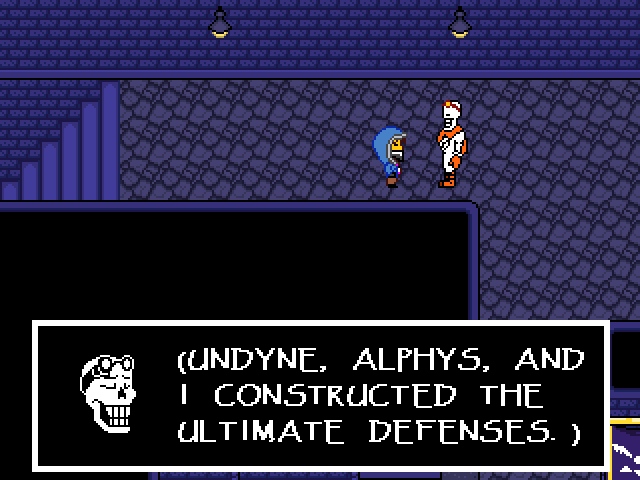 (UNDYNE, ALPHYS, AND
I CONSTRUCTED THE
ULTIMATE DEFENSES. )